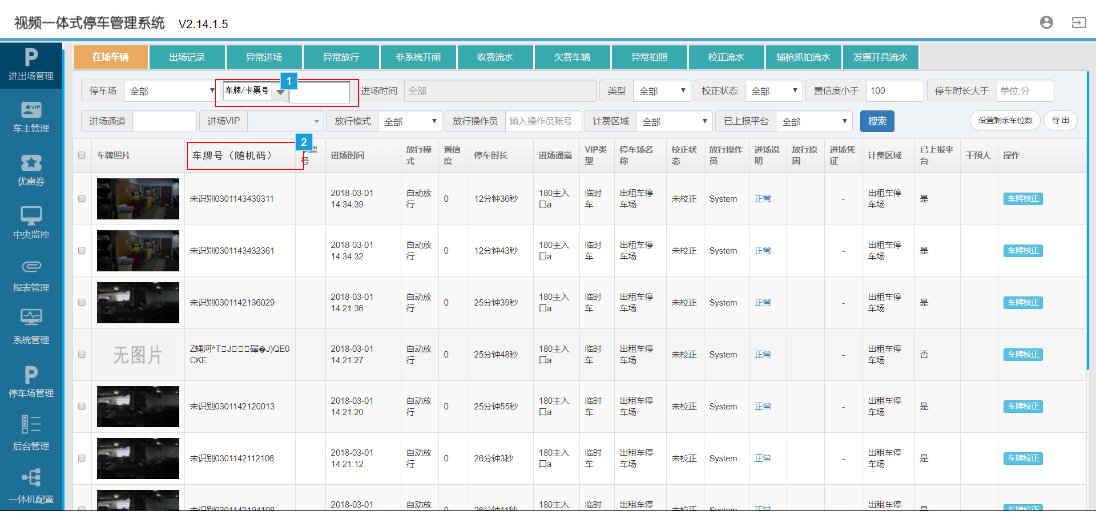 视频一体式停车管理系统 V2.14.1.5
进出场管理
车主管理
优惠券
中央监控
报表管理
系统管理
停车场管理
后台管理
一体机配置
在场车辆 出场记录 异常进场 异常放行 非系统开闸 收费流水 欠费车辆 异常拍照 校正流水 辅抢抓拍流水 发票开具流水
停车场 全部 车牌/卡票号 1 进场时间 全部 类型 全部 校正状态 全部 置信度小于 100 停车时长大于 单位:分
进场通道 进场VIP 放行模式 全部 放行操作员 输入操作员账号 计费区域 全部 已上报平台 全部 搜索 设置剩余车位数 导出
2
车牌照片 车牌号（随机码） 号 进场时间 放行模式 置信度 停车时长 进场通道 VIP类型 停车场名称 校正状态 放行操作员 进场说明 放行原因 进场凭证 计费区域 已上报平台 干预人 操作
未识别0301143439311 2018-03-01 14:34:39 自动放行 0 12分钟36秒 180主入口a 临时车 出租车停车场 未校正 System 正常 - 出租车停车场 是 车牌校正
未识别0301143432361 2018-03-01 14:34:32 自动放行 0 12分钟43秒 180主入口a 临时车 出租车停车场 未校正 System 正常 - 出租车停车场 是 车牌校正
未识别0301142136029 2018-03-01 14:21:36 自动放行 0 25分钟39秒 180主入口a 临时车 出租车停车场 未校正 System 正常 - 出租车停车场 是 车牌校正
无图片 2018-03-01 14:21:27 自动放行 0 25分钟48秒 180主入口a 临时车 出租车停车场 未校正 System 正常 - 出租车停车场 否 车牌校正
未识别0301142120013 2018-03-01 14:21:20 自动放行 0 25分钟55秒 180主入口a 临时车 出租车停车场 未校正 System 正常 - 出租车停车场 是 车牌校正
未识别0301142112106 2018-03-01 14:21:12 自动放行 0 26分钟3秒 180主入口a 临时车 出租车停车场 未校正 System 正常 - 出租车停车场 是 车牌校正
2018-03-01 自动放 180主入 临时 出租车停 出租车停